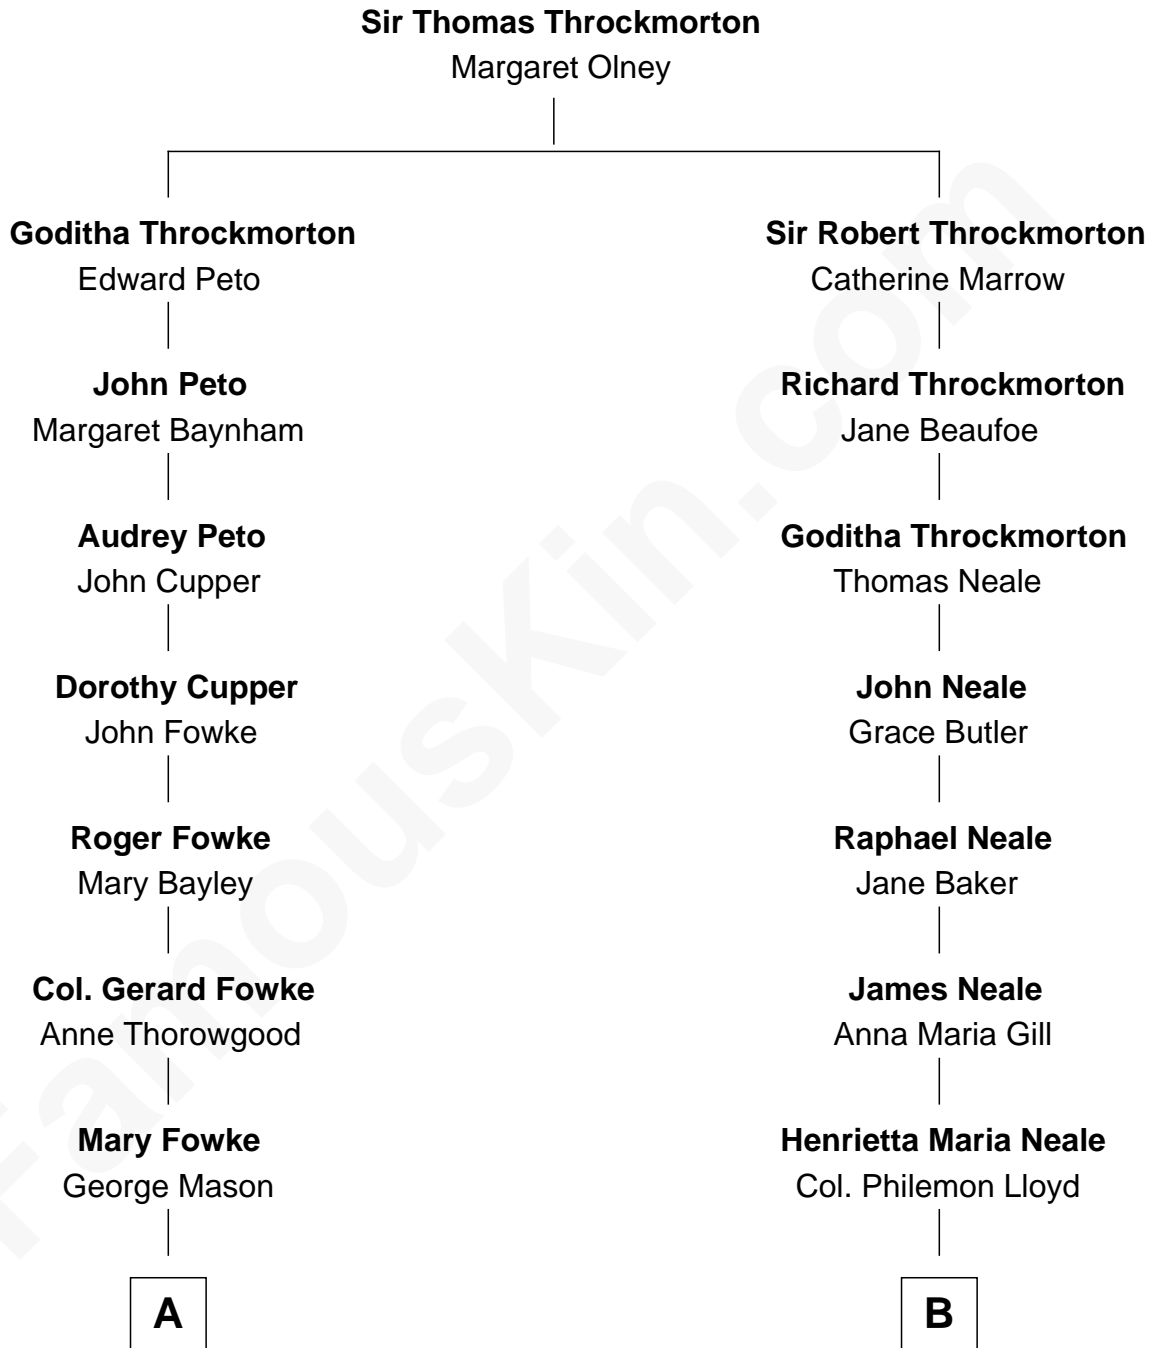 Sir Thomas Throckmorton
Margaret Olney
Goditha Throckmorton
Edward Peto
Sir Robert Throckmorton
Catherine Marrow
John Peto
Margaret Baynham
Richard Throckmorton
Jane Beaufoe
Audrey Peto
John Cupper
Goditha Throckmorton
Thomas Neale
Dorothy Cupper
John Fowke
John Neale
Grace Butler
Roger Fowke
Mary Bayley
Raphael Neale
Jane Baker
Col. Gerard Fowke
Anne Thorowgood
James Neale
Anna Maria Gill
Mary Fowke
George Mason
Henrietta Maria Neale
Col. Philemon Lloyd
A
B
FamousKin.com